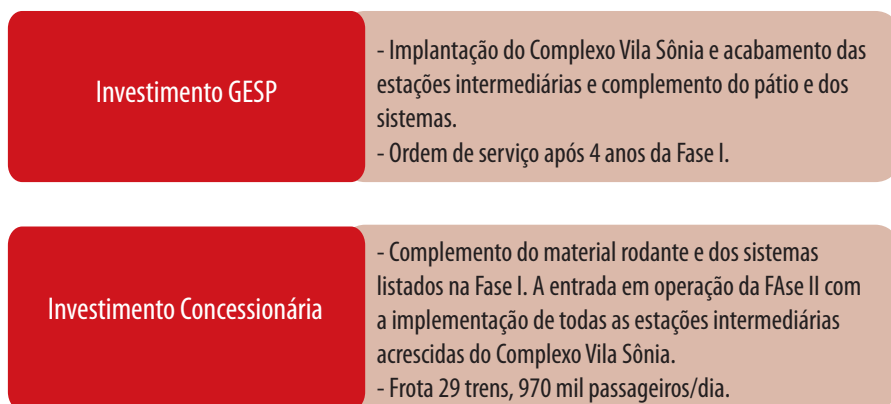 Investimento GESP
- Implantação do Complexo Vila Sônia e acabamento das
estações intermediárias e complemento do pátio e dos
sistemas.
- Ordem de serviço após 4 anos da Fase I.
Investimento Concessionária
- Complemento do material rodante e dos sistemas
listados na Fase I. A entrada em operação da FAse II com
a implementação de todas as estações intermediárias
acrescidas do Complexo Vila Sônia.
- Frota 29 trens, 970 mil passageiros/dia.